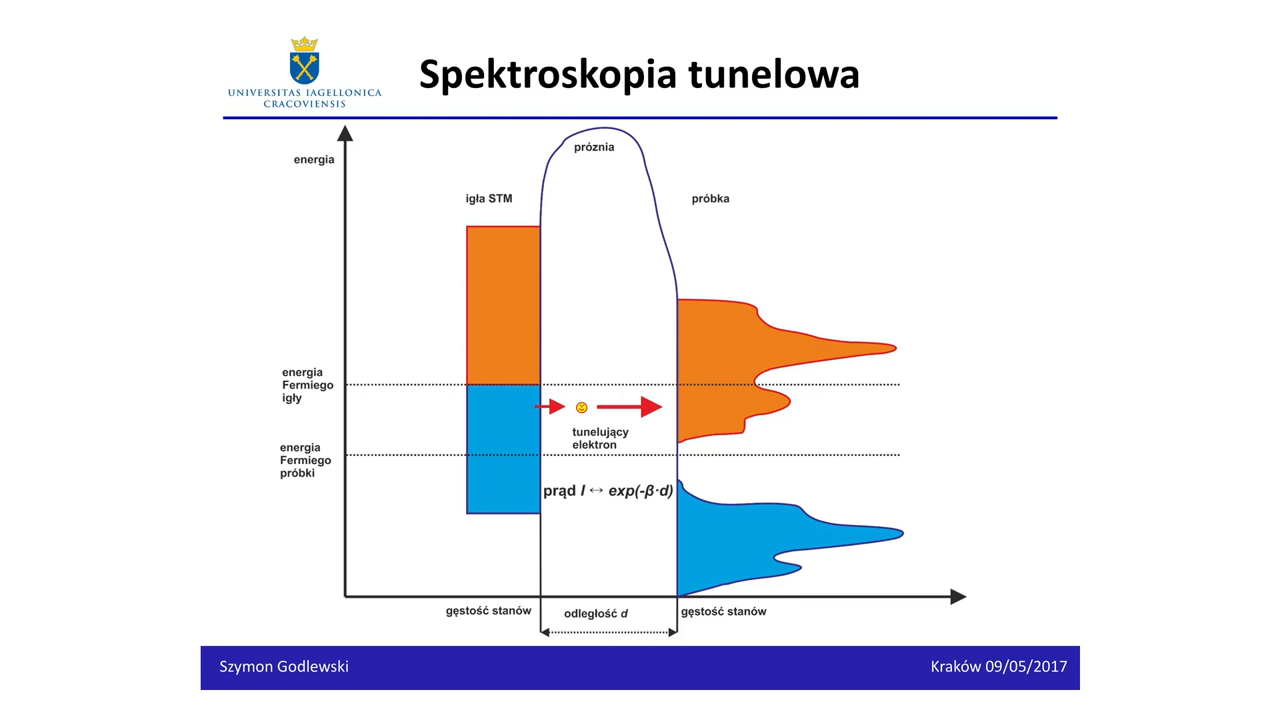 UNIVERSITAS IAGELLONICA
CRACOVIENSIS
Spektroskopia tunelowa
energia
próznia
igła STM
próbka
energia
Fermiego
igły
tunelujący
elektron
energia
Fermiego
próbki
prąd I ↔ exp(-β·d)
gęstość stanów
odległość d
gęstość stanów
Szymon Godlewski
Kraków 09/05/2017